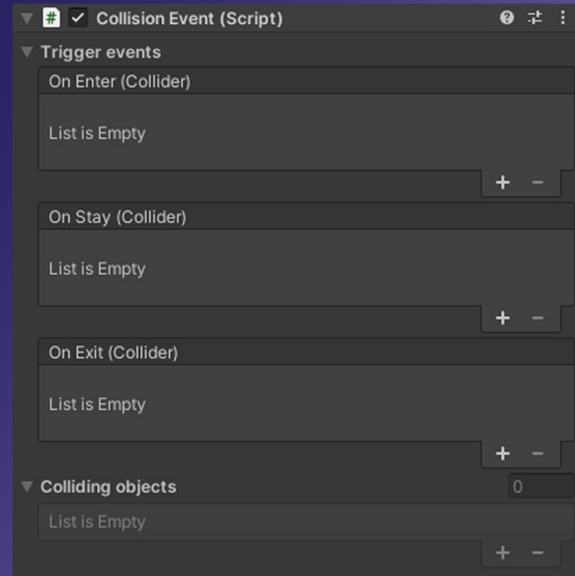 Collision Event (Script)
Trigger events
On Enter (Collider)
List is Empty
+ −
On Stay (Collider)
List is Empty
+ −
On Exit (Collider)
List is Empty
+ −
Colliding objects 0
List is Empty
+ −